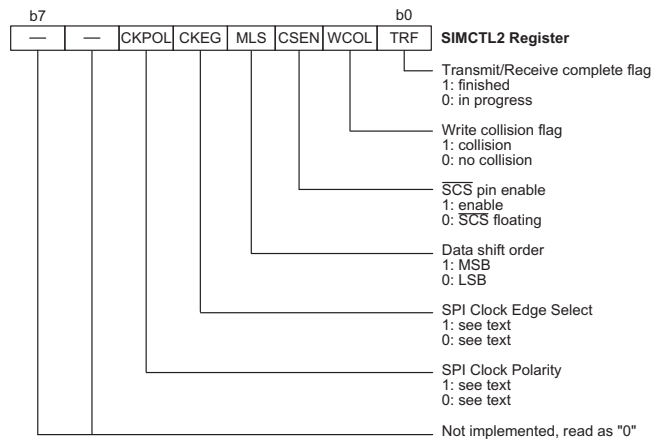 b7 b0
— — CKPOL CKEG MLS CSEN WCOL TRF SIMCTL2 Register
Transmit/Receive complete flag
1: finished
0: in progress
Write collision flag
1: collision
0: no collision
SCS pin enable
1: enable
0: SCS floating
Data shift order
1: MSB
0: LSB
SPI Clock Edge Select
1: see text
0: see text
SPI Clock Polarity
1: see text
0: see text
Not implemented, read as "0"